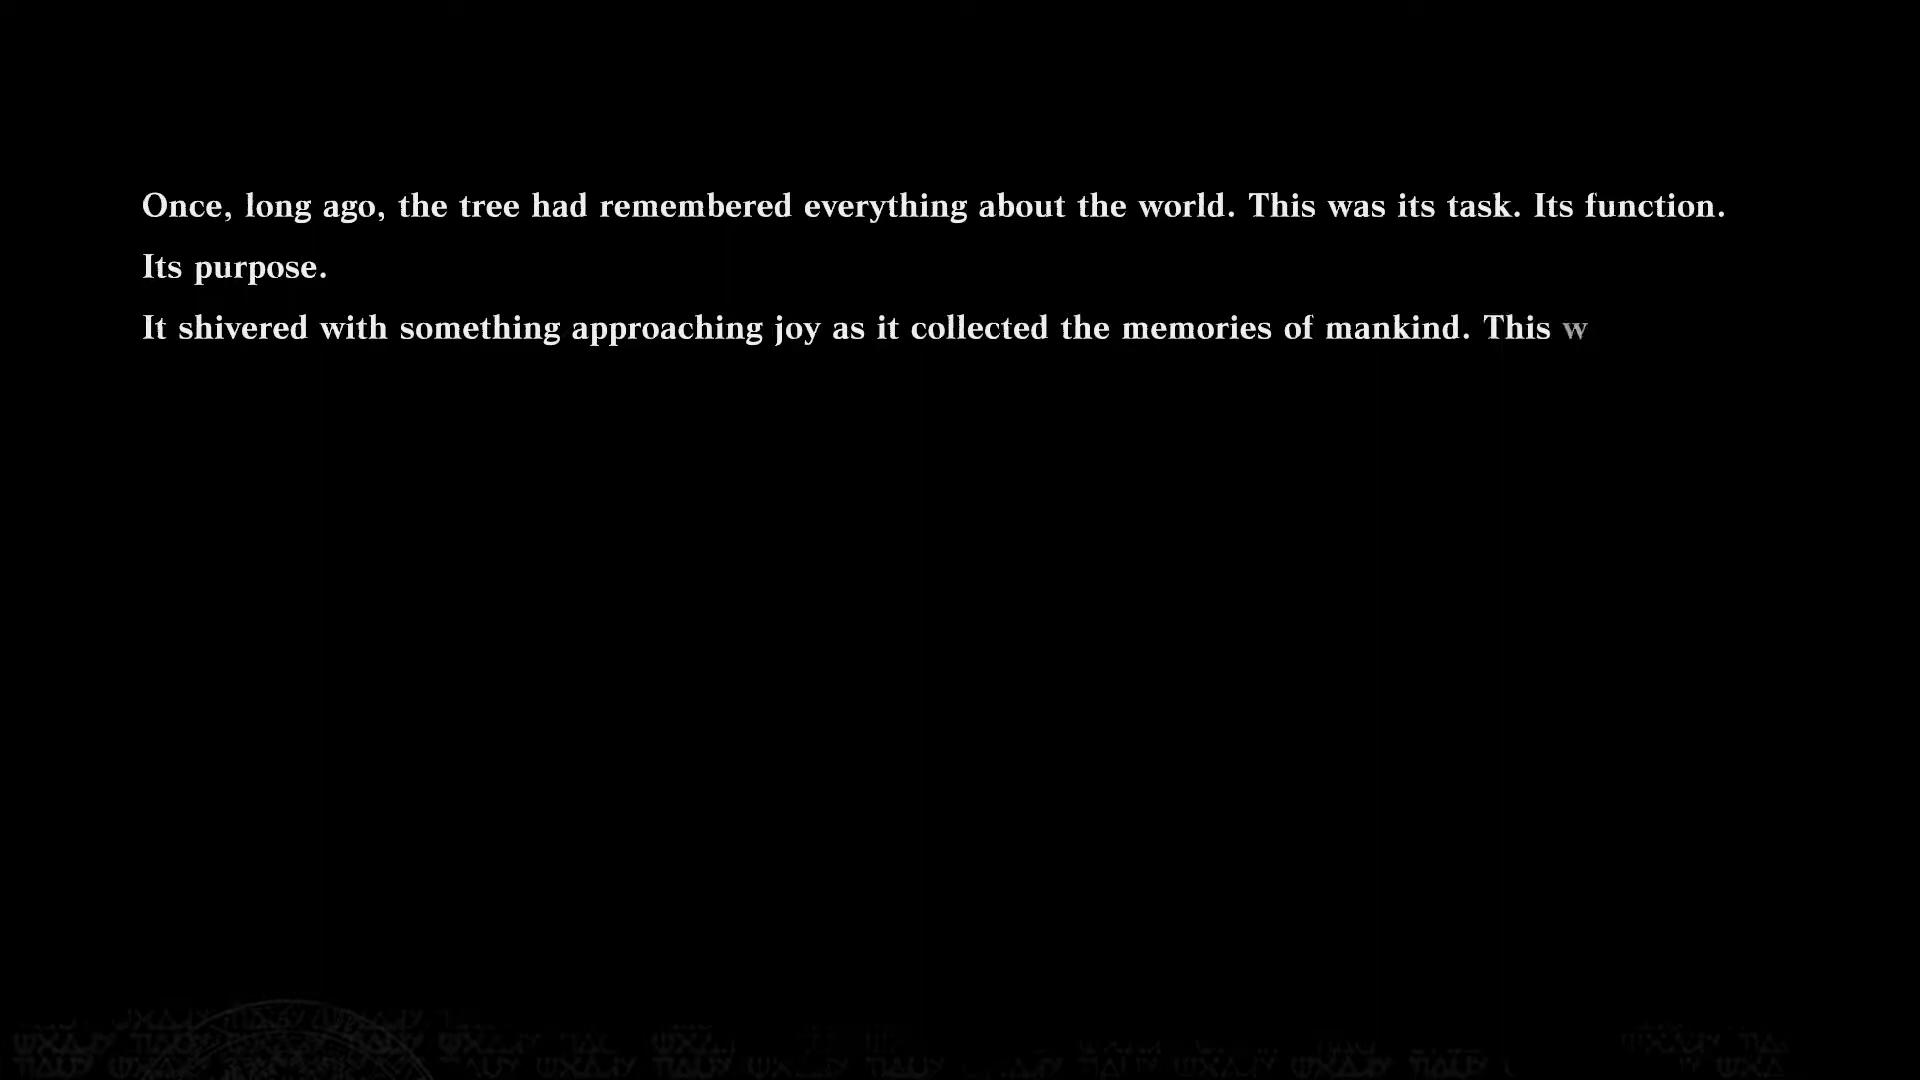 Once, long ago, the tree had remembered everything about the world. This was its task. Its function.
Its purpose.
It shivered with something approaching joy as it collected the memories of mankind. This w